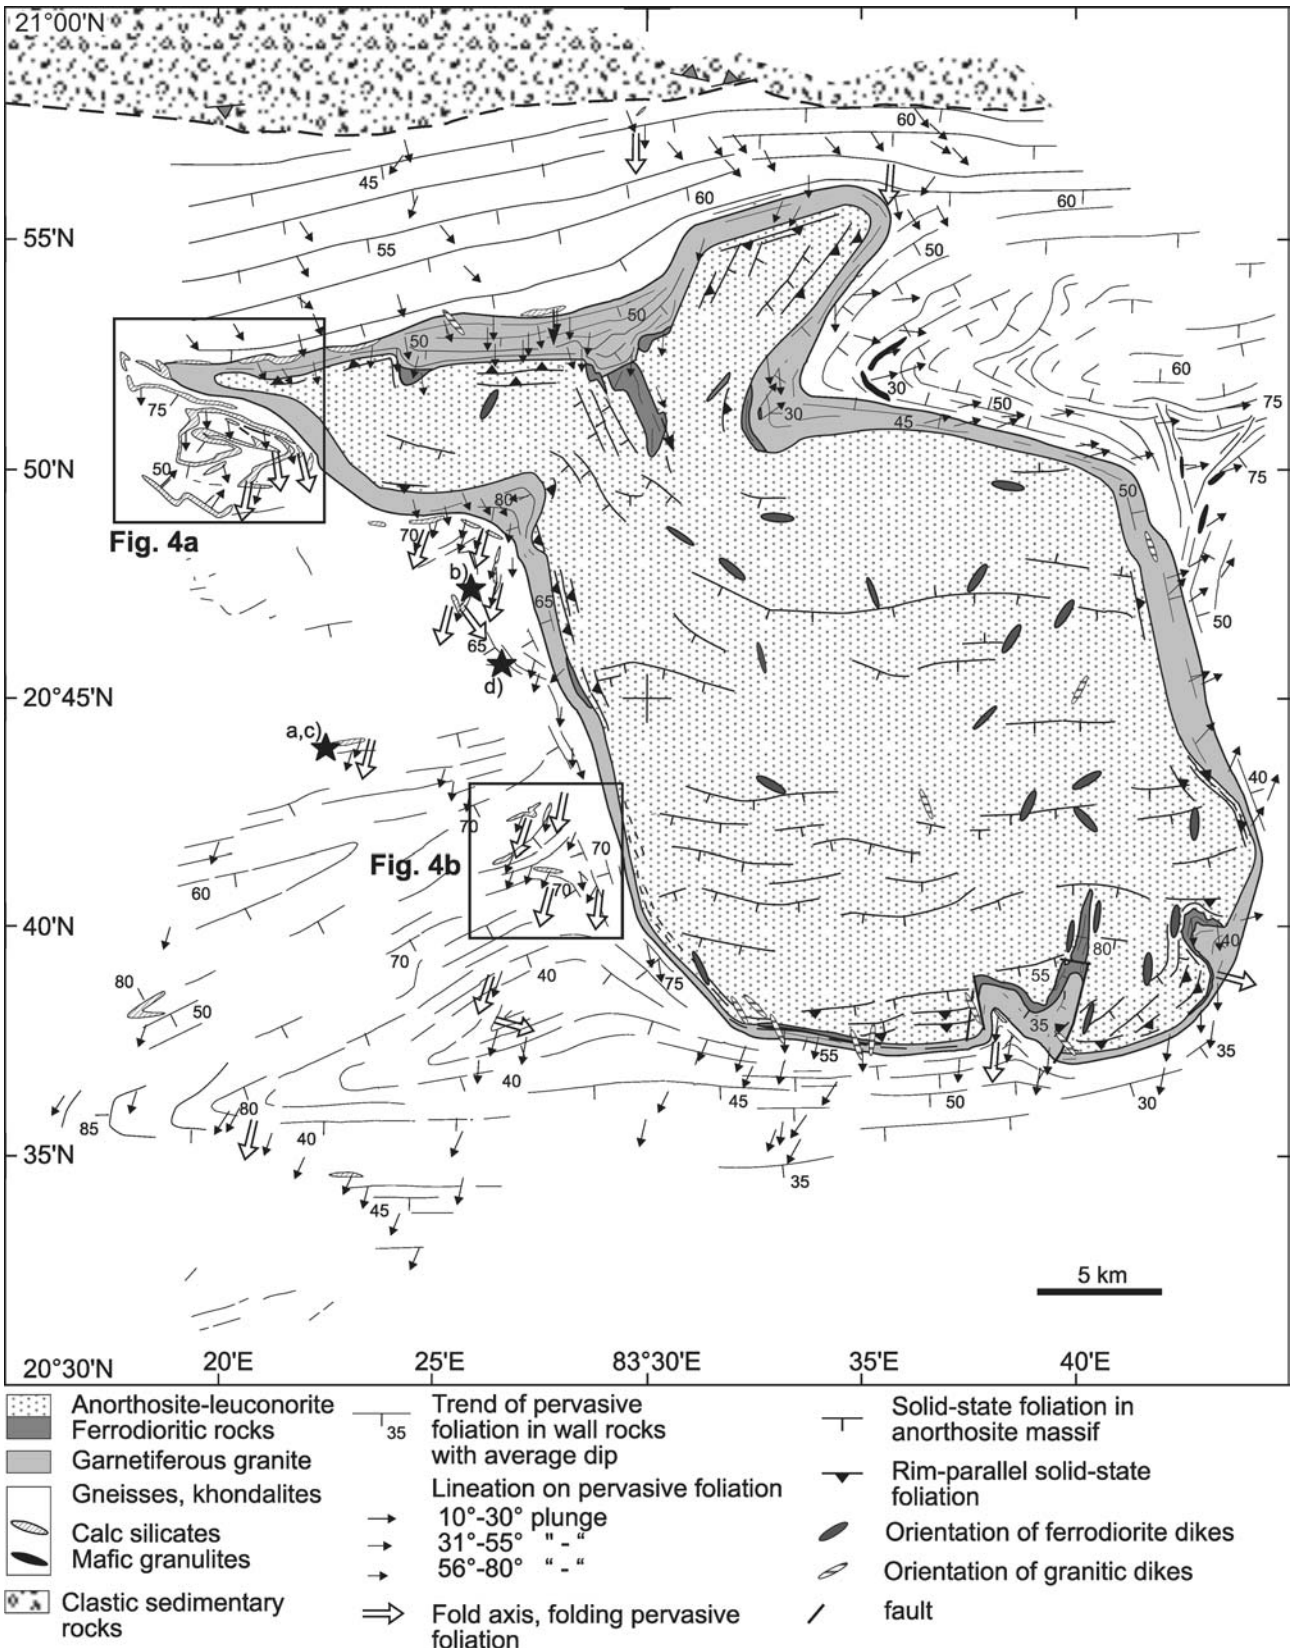 21°00'N
60
45
60
60
55'N
55
50
50
50
60
30
75
30
50
75
45
50
50'N
75
50
80
50
Fig. 4a
70
b)
65
50
65
d)
20°45'N
a,c)
40
70
70
Fig. 4b
60
70
40'N
40
80
70
40
55
80
75
50
35
55
35
40
80
45
50
30
85
40
35'N
35
45
5 km
20°30'N 20'E 25'E 83°30'E 35'E 40'E
Anorthosite-leuconorite
Ferrodioritic rocks
Garnetiferous granite
Gneisses, khondalites
Calc silicates
Mafic granulites
Clastic sedimentary
rocks
35
Trend of pervasive
foliation in wall rocks
with average dip
Lineation on pervasive foliation
10°-30° plunge
31°-55° " - “
56°-80° “ - “
Fold axis, folding pervasive
foliation
Solid-state foliation in
anorthosite massif
Rim-parallel solid-state
foliation
Orientation of ferrodiorite dikes
Orientation of granitic dikes
fault